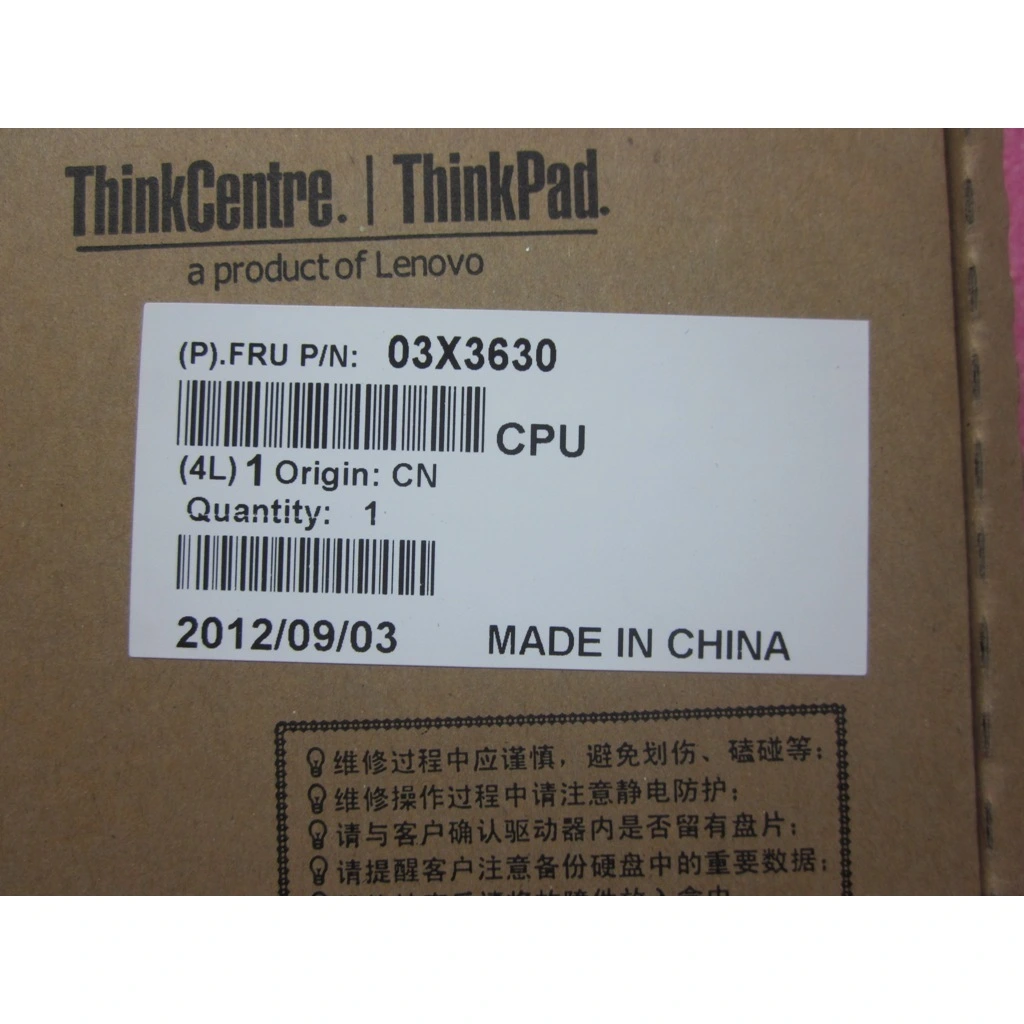 ThinkCentre. | ThinkPad.
a product of Lenovo
(P).FRU P/N: 03X3630
CPU
(4L) 1 Origin: CN
Quantity: 1
2012/09/03 MADE IN CHINA
维修过程中应谨慎，避免划伤、磕碰等；
维修操作过程中请注意静电防护；
请与客户确认驱动器内是否留有盘片；
请提醒客户注意备份硬盘中的重要数据；